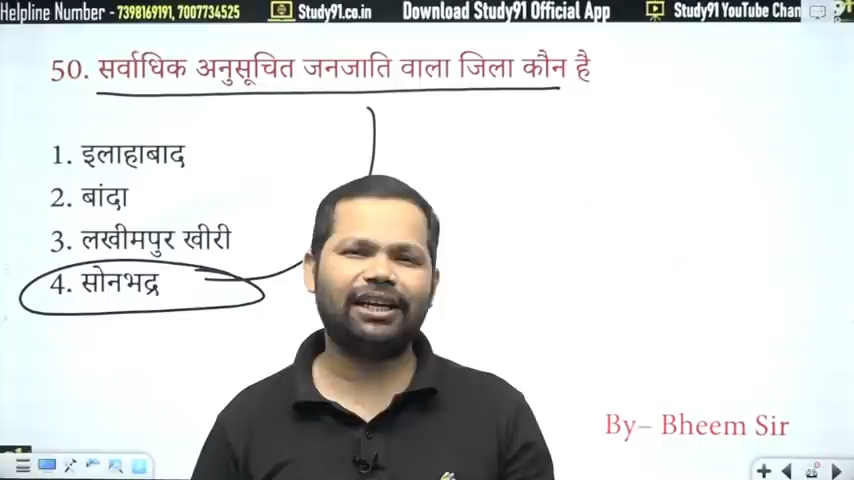 Helpline Number - 7398169191, 7007734525 Study91.co.in Download Study91 Official App Study91 YouTube Chan
50. सर्वाधिक अनुसूचित जनजाति वाला जिला कौन है
1. इलाहाबाद
2. बांदा
3. लखीमपुर खीरी
4. सोनभद्र
By– Bheem Sir